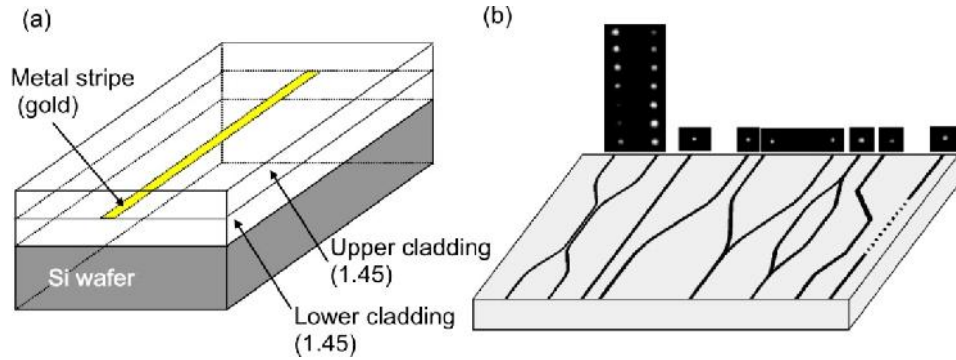 (a)
Metal stripe
(gold)
Upper cladding
(1.45)
Si wafer
Lower cladding
(1.45)
(b)